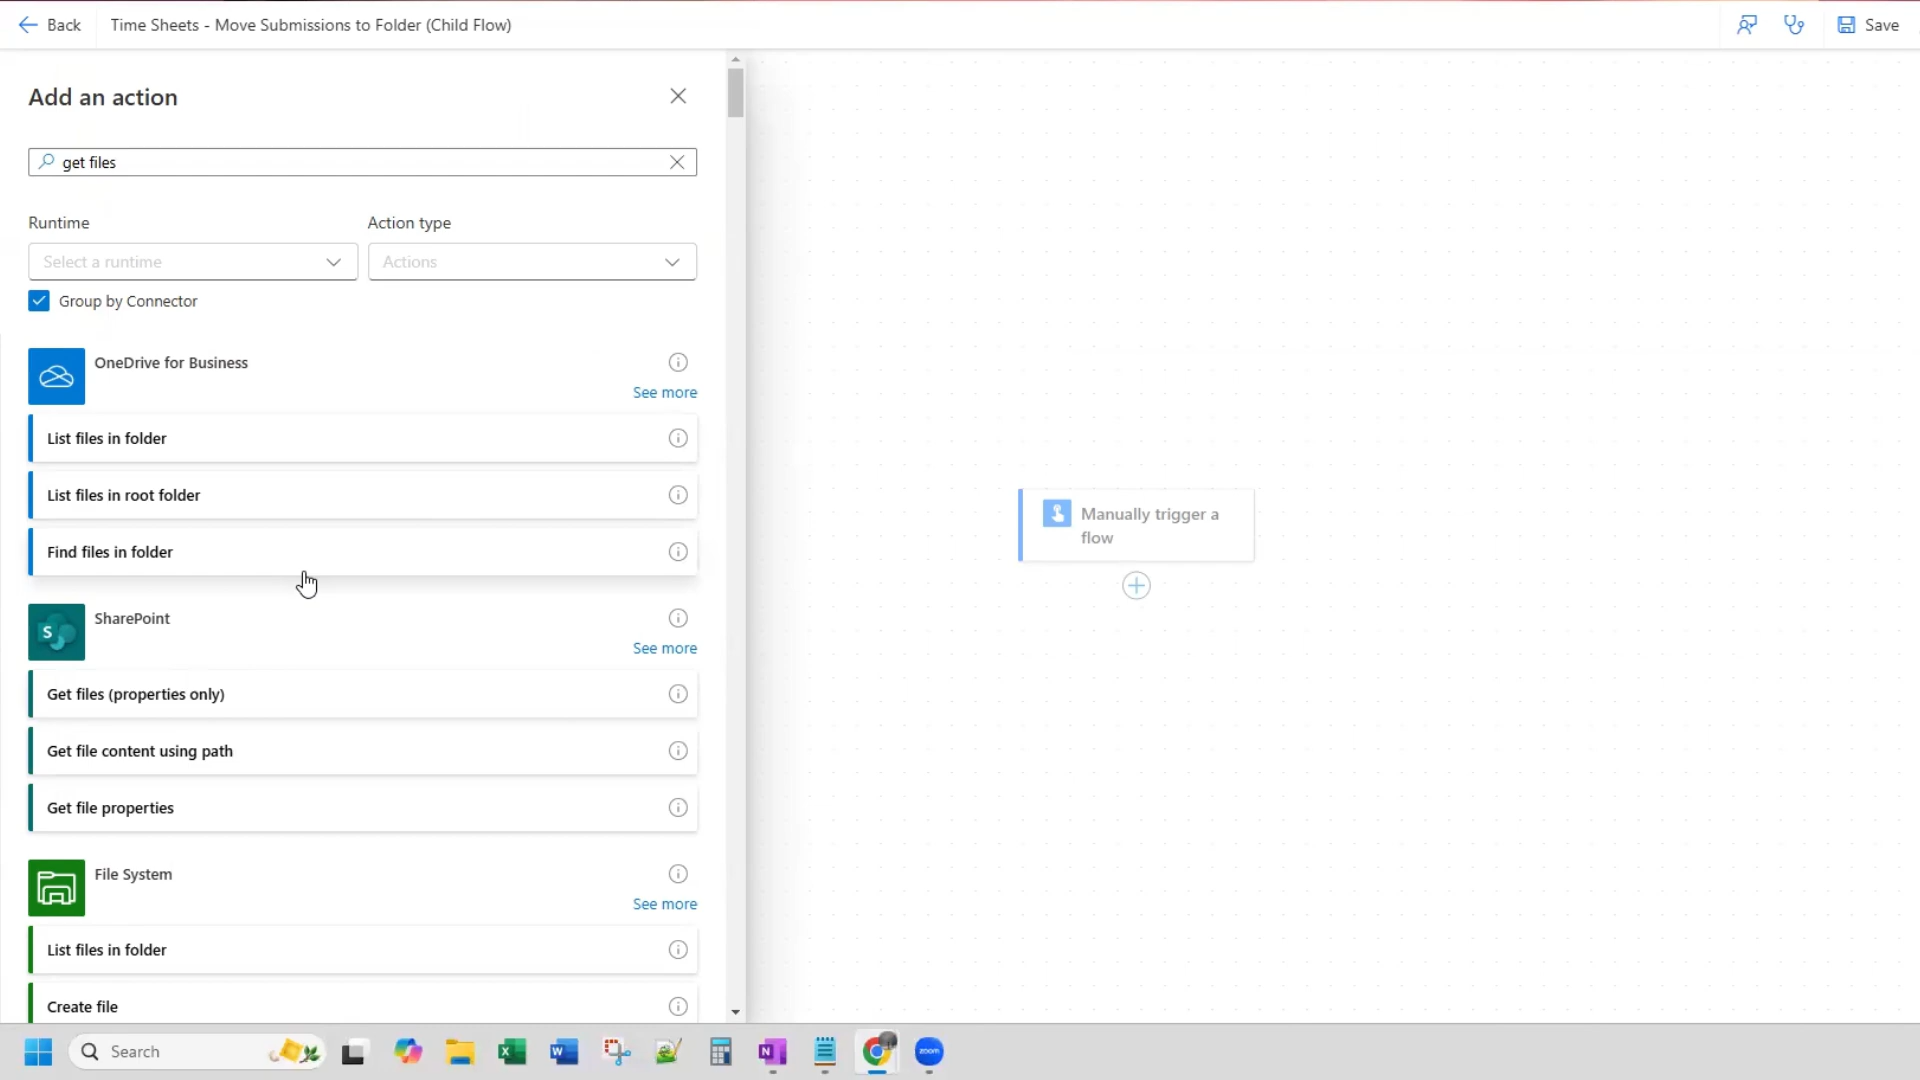 Back
Time Sheets - Move Submissions to Folder (Child Flow)
Save
Add an action
get files
Runtime
Action type
Select a runtime
Actions
Group by Connector
OneDrive for Business
See more
List files in folder
List files in root folder
Find files in folder
Manually trigger a
flow
S
SharePoint
See more
Get files (properties only)
Get file content using path
Get file properties
File System
See more
List files in folder
Create file
Search
X
W
N
zoom